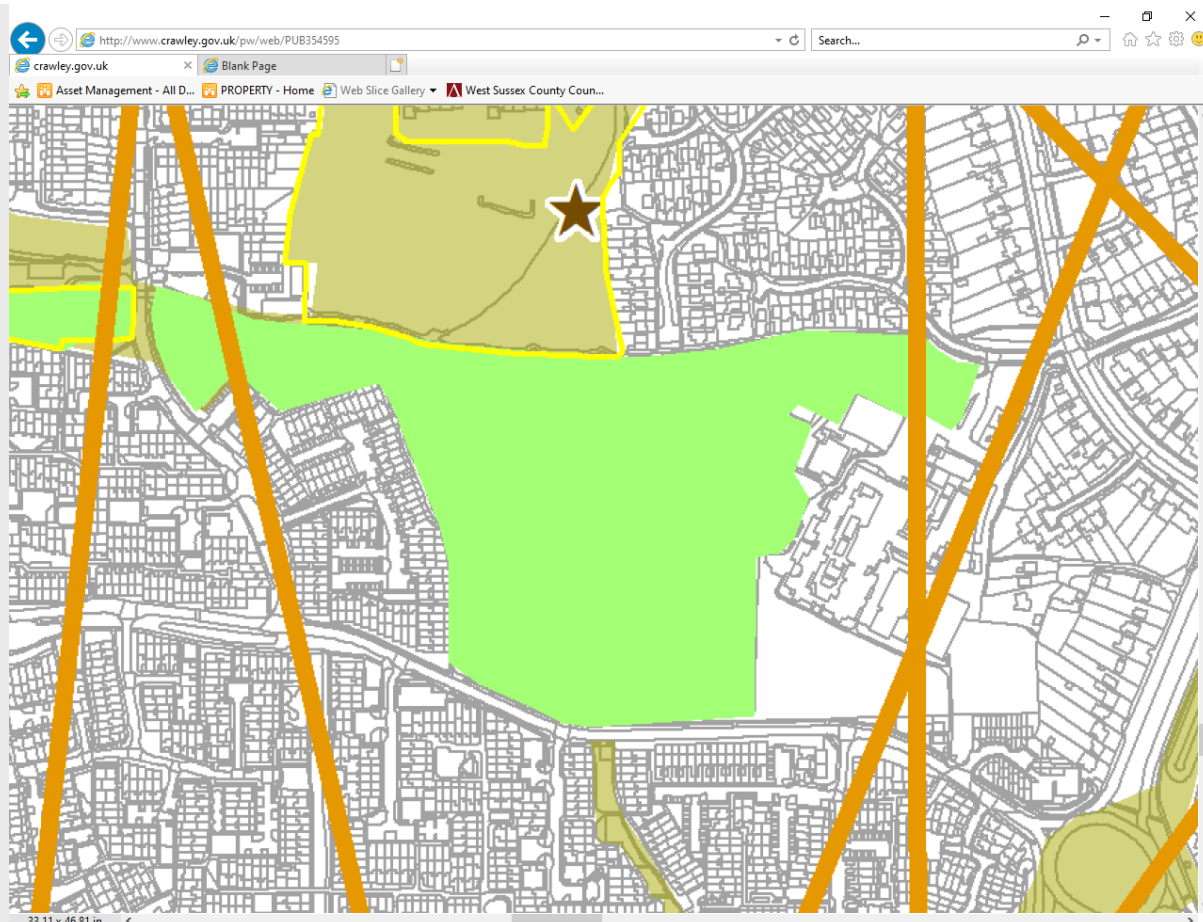 http://www.crawley.gov.uk/pw/web/PUB354595
Search...
crawley.gov.uk
Blank Page
Asset Management - All D...
PROPERTY - Home
Web Slice Gallery
West Sussex County Coun...
33.11 x 46.81 in